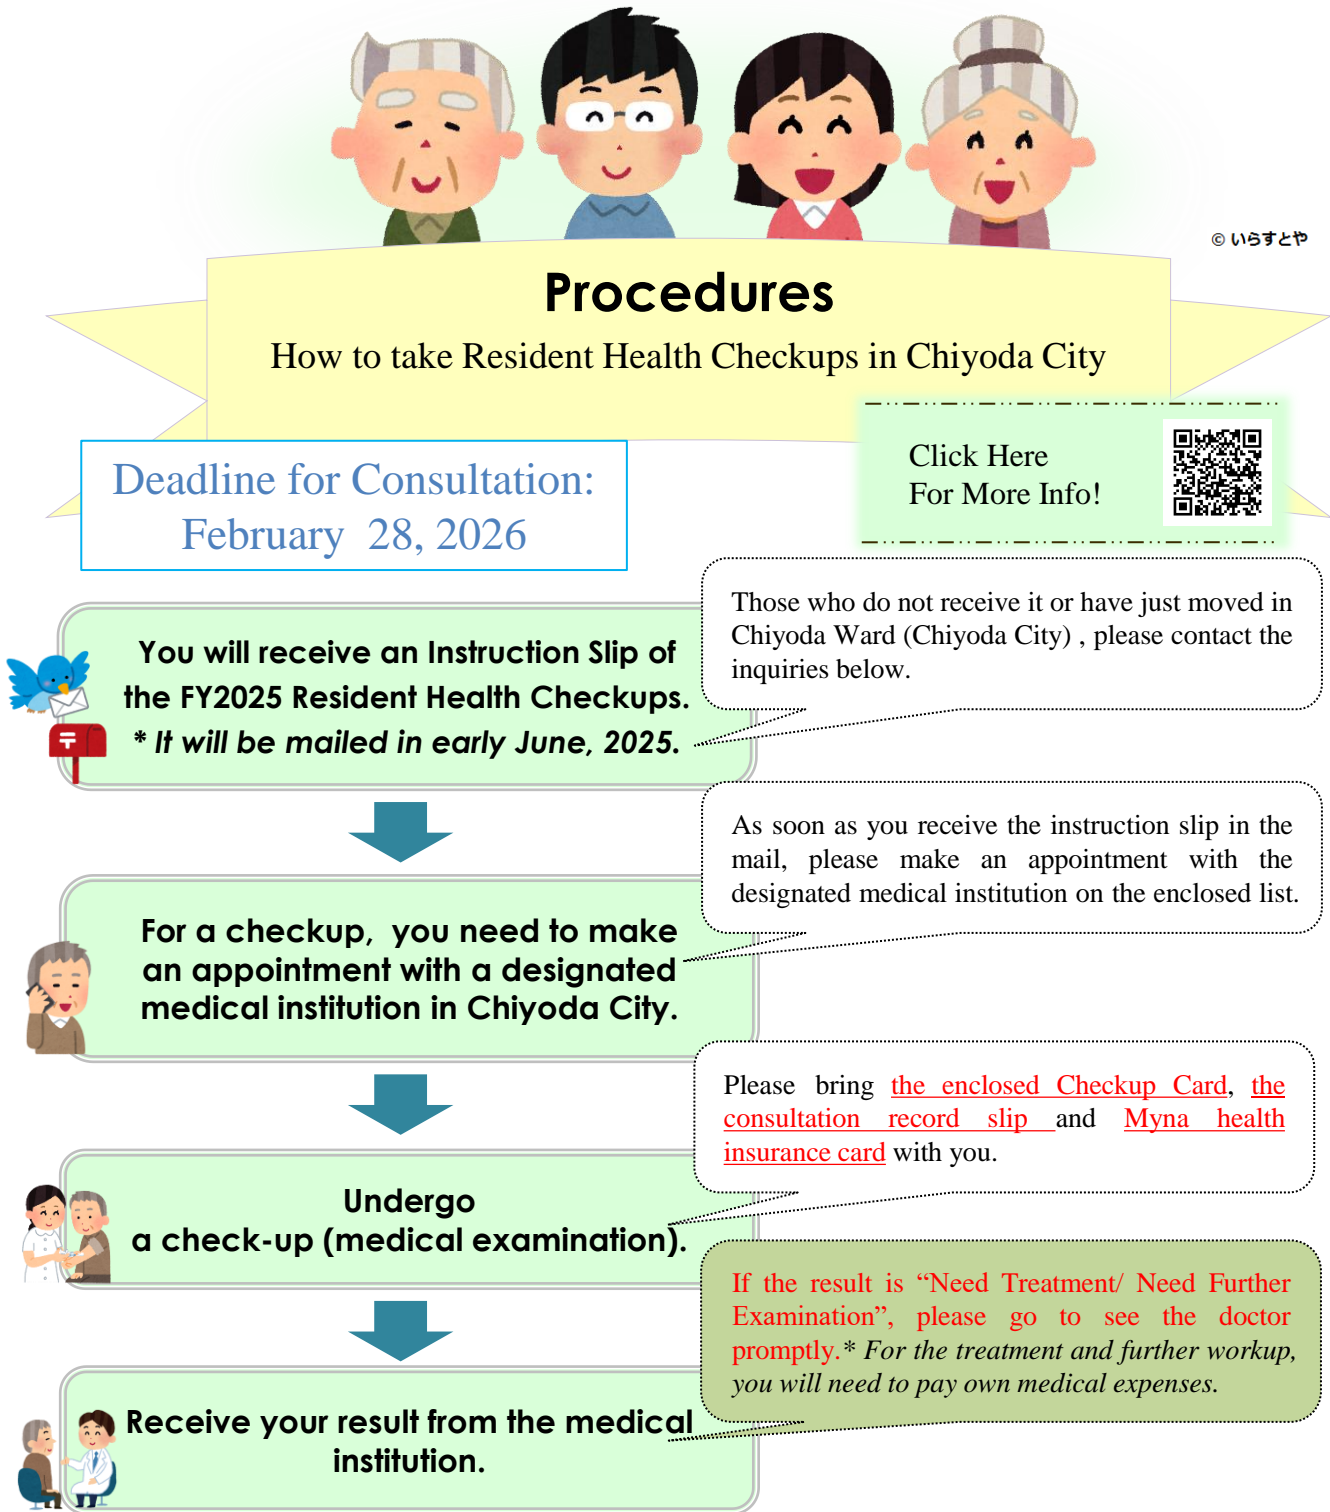 © いらすとや
Procedures
How to take Resident Health Checkups in Chiyoda City
Deadline for Consultation:
February 28, 2026
Click Here
For More Info!
You will receive an Instruction Slip of
the FY2025 Resident Health Checkups.
* It will be mailed in early June, 2025.
Those who do not receive it or have just moved in
Chiyoda Ward (Chiyoda City) , please contact the
inquiries below.
For a checkup, you need to make
an appointment with a designated
medical institution in Chiyoda City.
As soon as you receive the instruction slip in the
mail, please make an appointment with the
designated medical institution on the enclosed list.
Undergo
a check-up (medical examination).
Please bring the enclosed Checkup Card, the
consultation record slip and Myna health
insurance card with you.
Receive your result from the medical
institution.
If the result is “Need Treatment/ Need Further
Examination”, please go to see the doctor
promptly.* For the treatment and further workup,
you will need to pay own medical expenses.